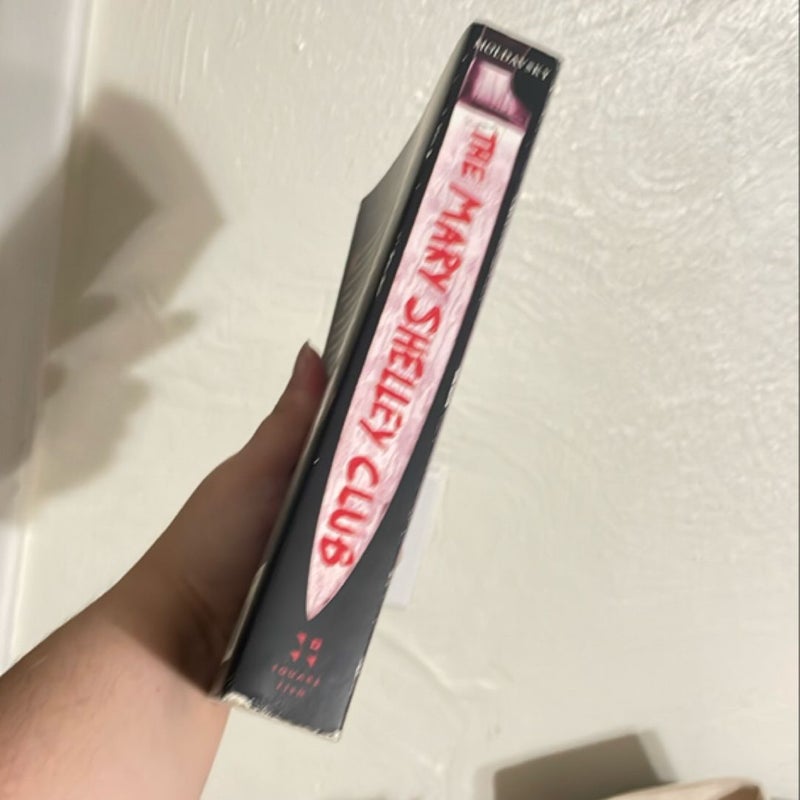 MOLDAVSKY
THE MARY SHELLEY CLUB
SQUARE
FISH